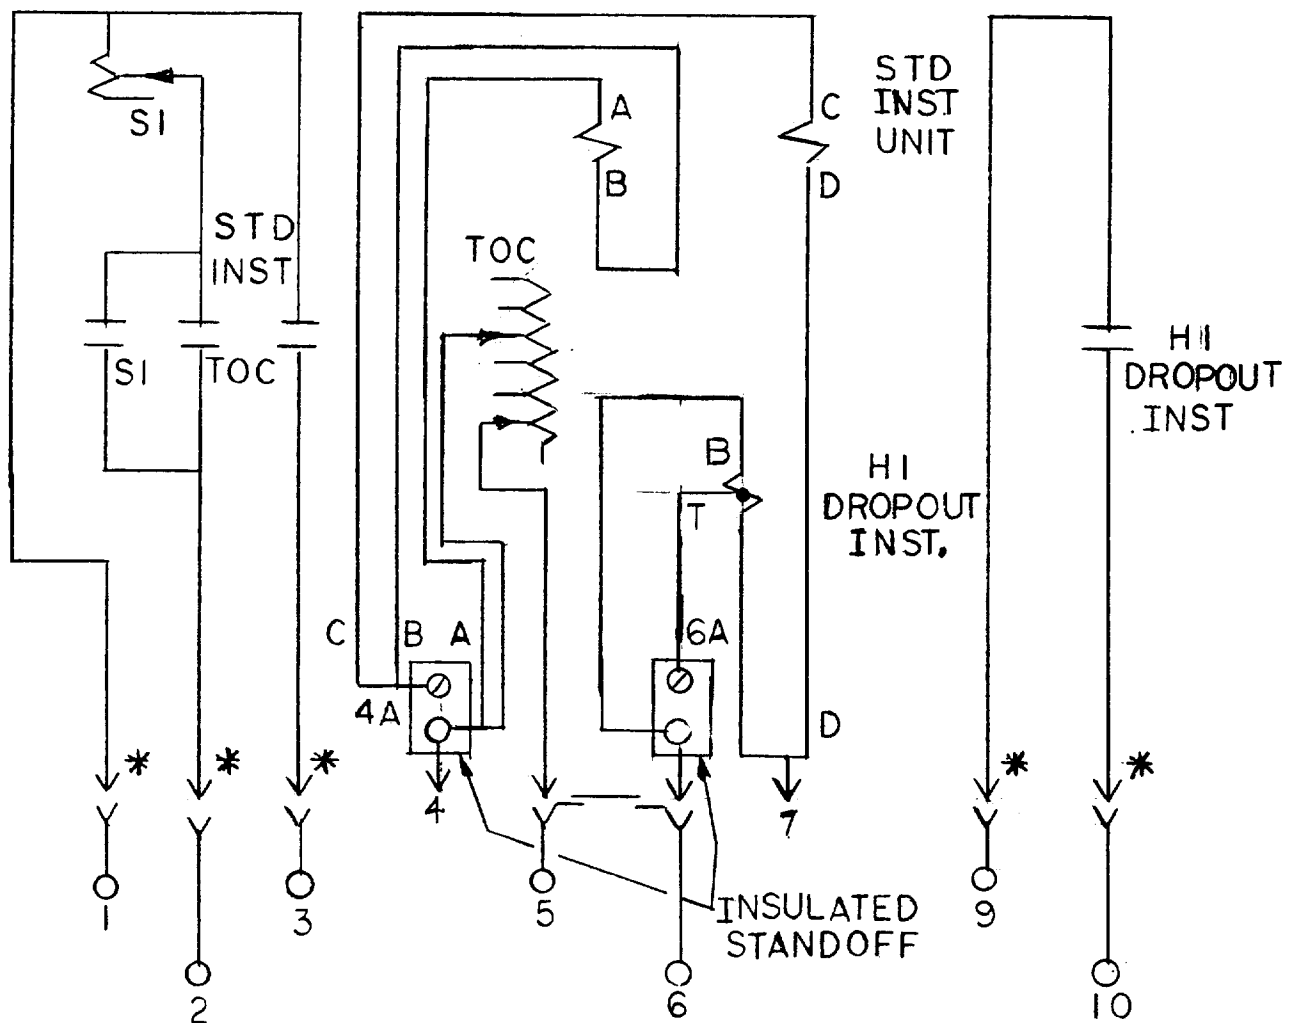 SI
STD
INST
SI
TOC
A
B
C
STD
INST
UNIT
D
TOC
B
T
HI
DROPOUT
INST.
HI
DROPOUT
INST
C
B
A
4A
6A
D
*
*
*
*
*
4
7
1
2
3
5
6
9
10
INSULATED
STANDOFF